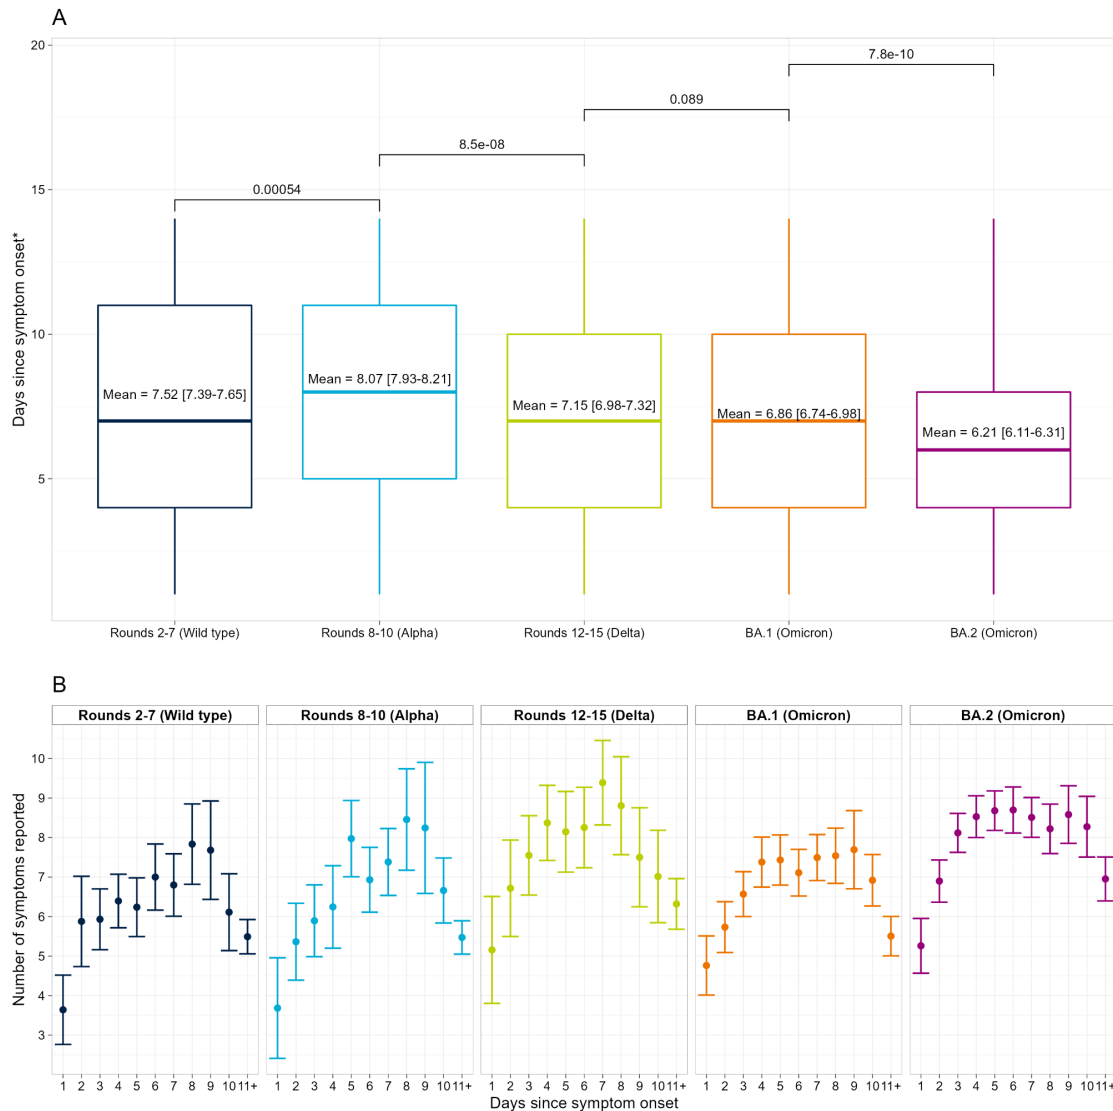 A
20
7.8e-10
0.089
8.5e-08
15
0.00054
Days since symptom onset*
10
Mean = 7.52 [7.39-7.65]
Mean = 8.07 [7.93-8.21]
Mean = 7.15 [6.98-7.32]
Mean = 6.86 [6.74-6.98]
Mean = 6.21 [6.11-6.31]
5
Rounds 2-7 (Wild type)
Rounds 8-10 (Alpha)
Rounds 12-15 (Delta)
BA.1 (Omicron)
BA.2 (Omicron)
B
Rounds 2-7 (Wild type)
Rounds 8-10 (Alpha)
Rounds 12-15 (Delta)
BA.1 (Omicron)
BA.2 (Omicron)
Number of symptoms reported
10
9
8
7
6
5
4
3
1 2 3 4 5 6 7 8 9 10 11+
1 2 3 4 5 6 7 8 9 10 11+
1 2 3 4 5 6 7 8 9 10 11+
1 2 3 4 5 6 7 8 9 10 11+
1 2 3 4 5 6 7 8 9 10 11+
Days since symptom onset